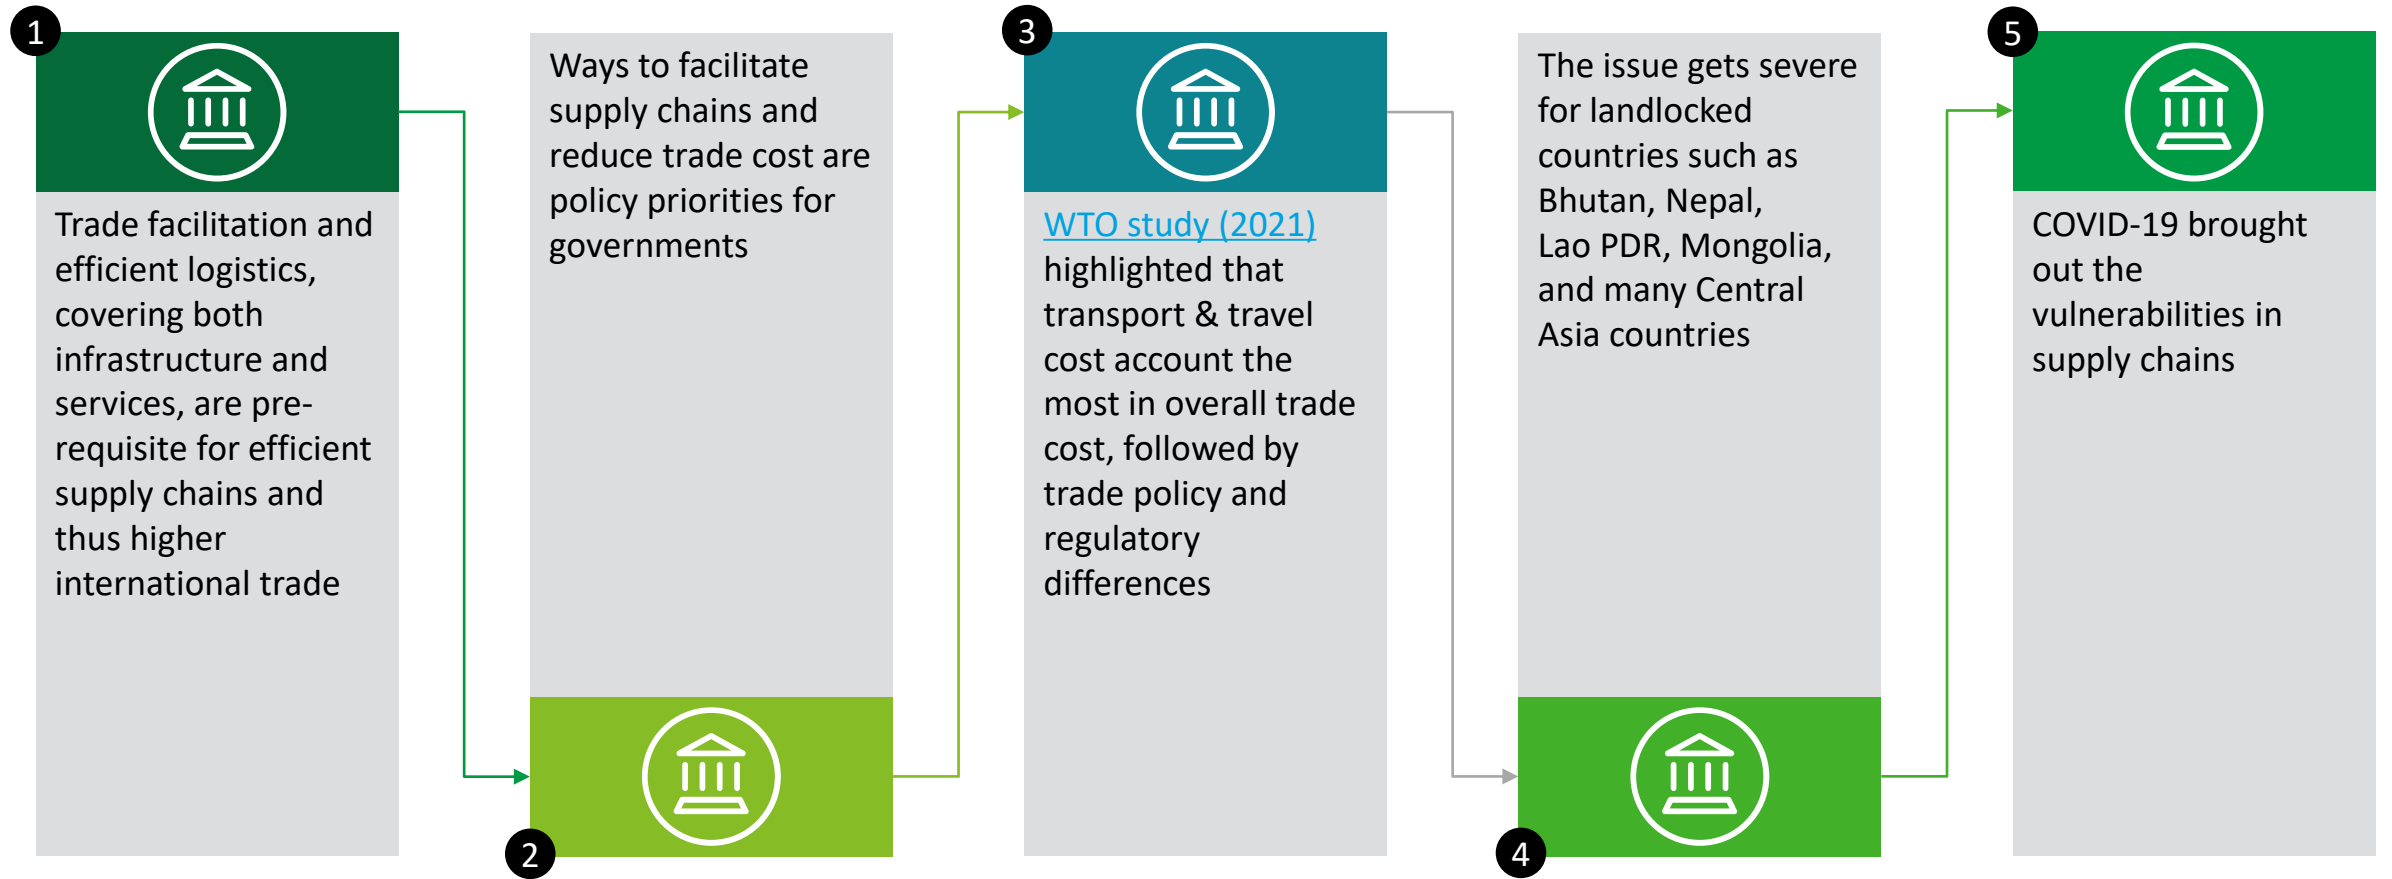 1
Trade facilitation and
efficient logistics,
covering both
infrastructure and
services, are pre-
requisite for efficient
supply chains and
thus higher
international trade
Ways to facilitate
supply chains and
reduce trade cost are
policy priorities for
governments
2
3
WTO study (2021)
highlighted that
transport & travel
cost account the
most in overall trade
cost, followed by
trade policy and
regulatory
differences
The issue gets severe
for landlocked
countries such as
Bhutan, Nepal,
Lao PDR, Mongolia,
and many Central
Asia countries
4
5
COVID-19 brought
out the
vulnerabilities in
supply chains